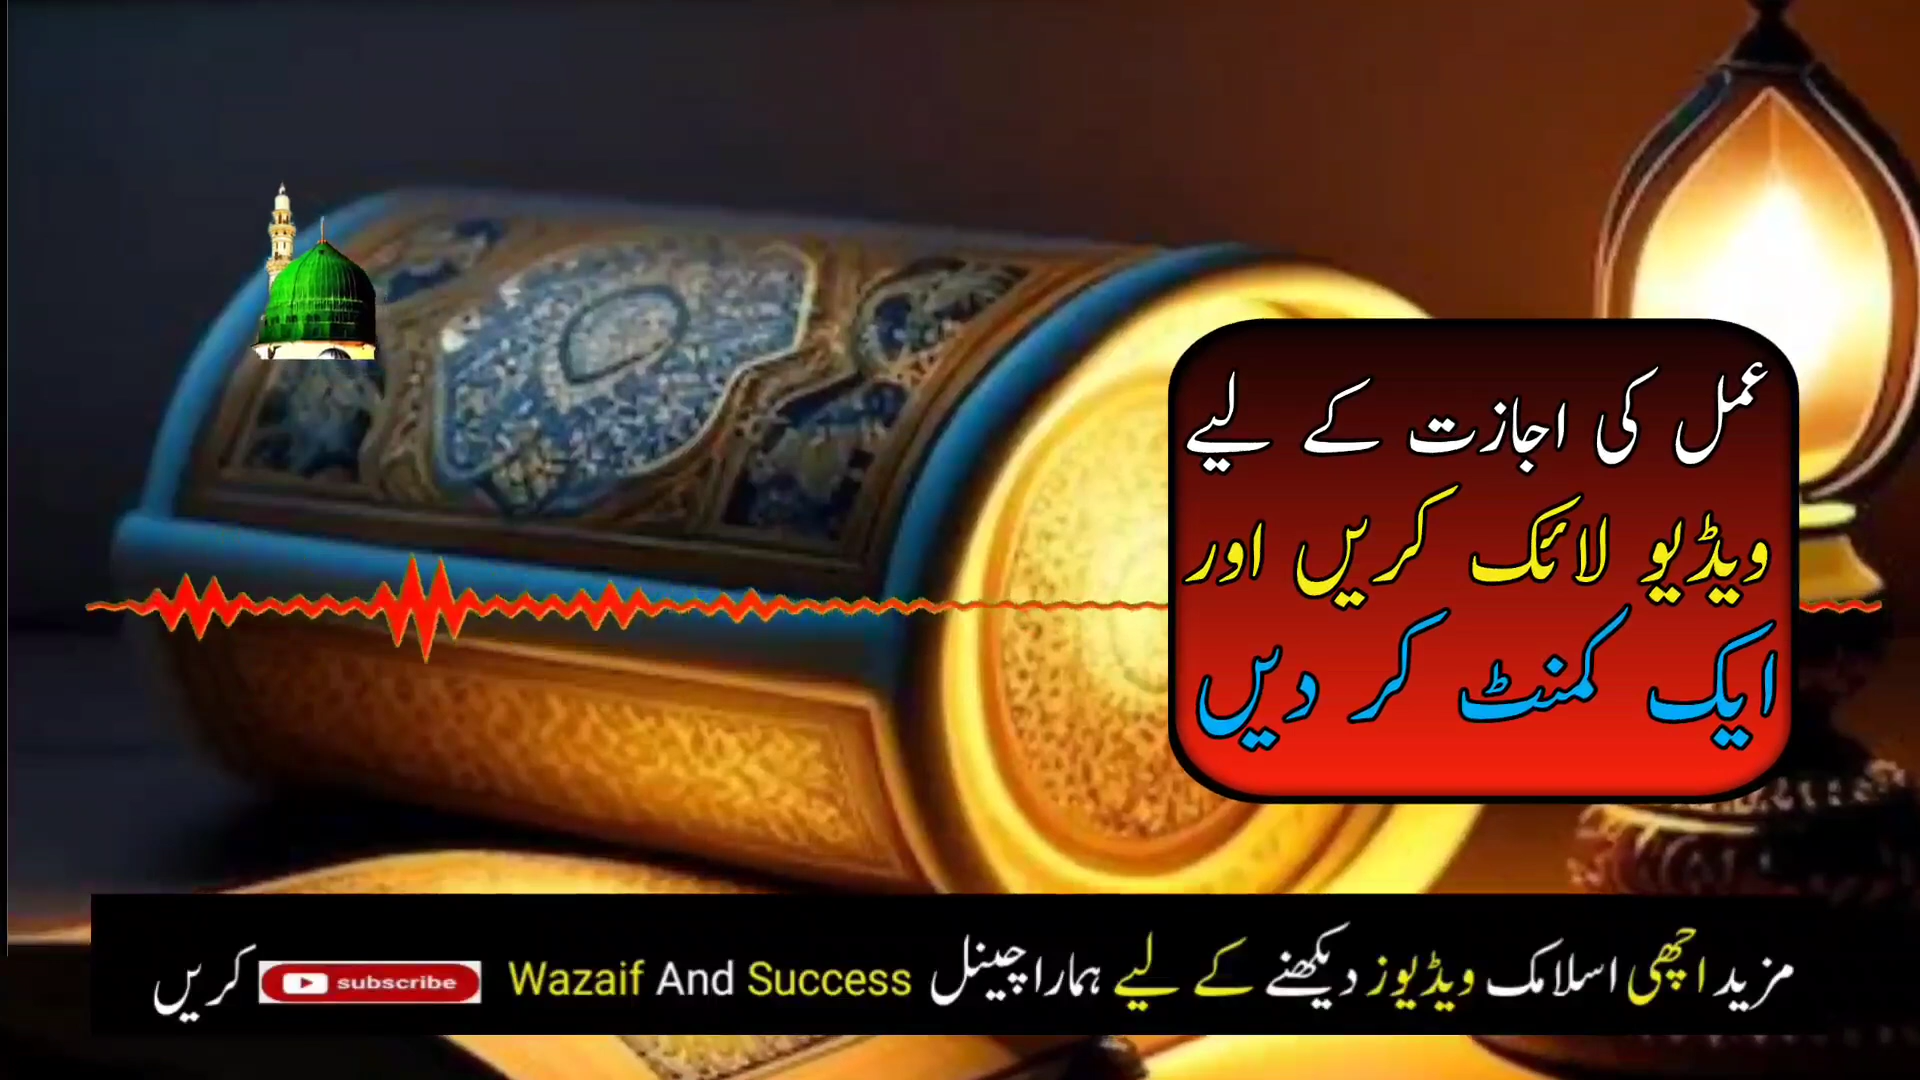 عمل کی اجازت کے لیے
ویڈیو لائک کریں اور
ایک کمنٹ کر دیں
مزید اچھی اسلامک ویڈیوز دیکھنے کے لیے ہمارا چینل Wazaif And Success subscribe کریں